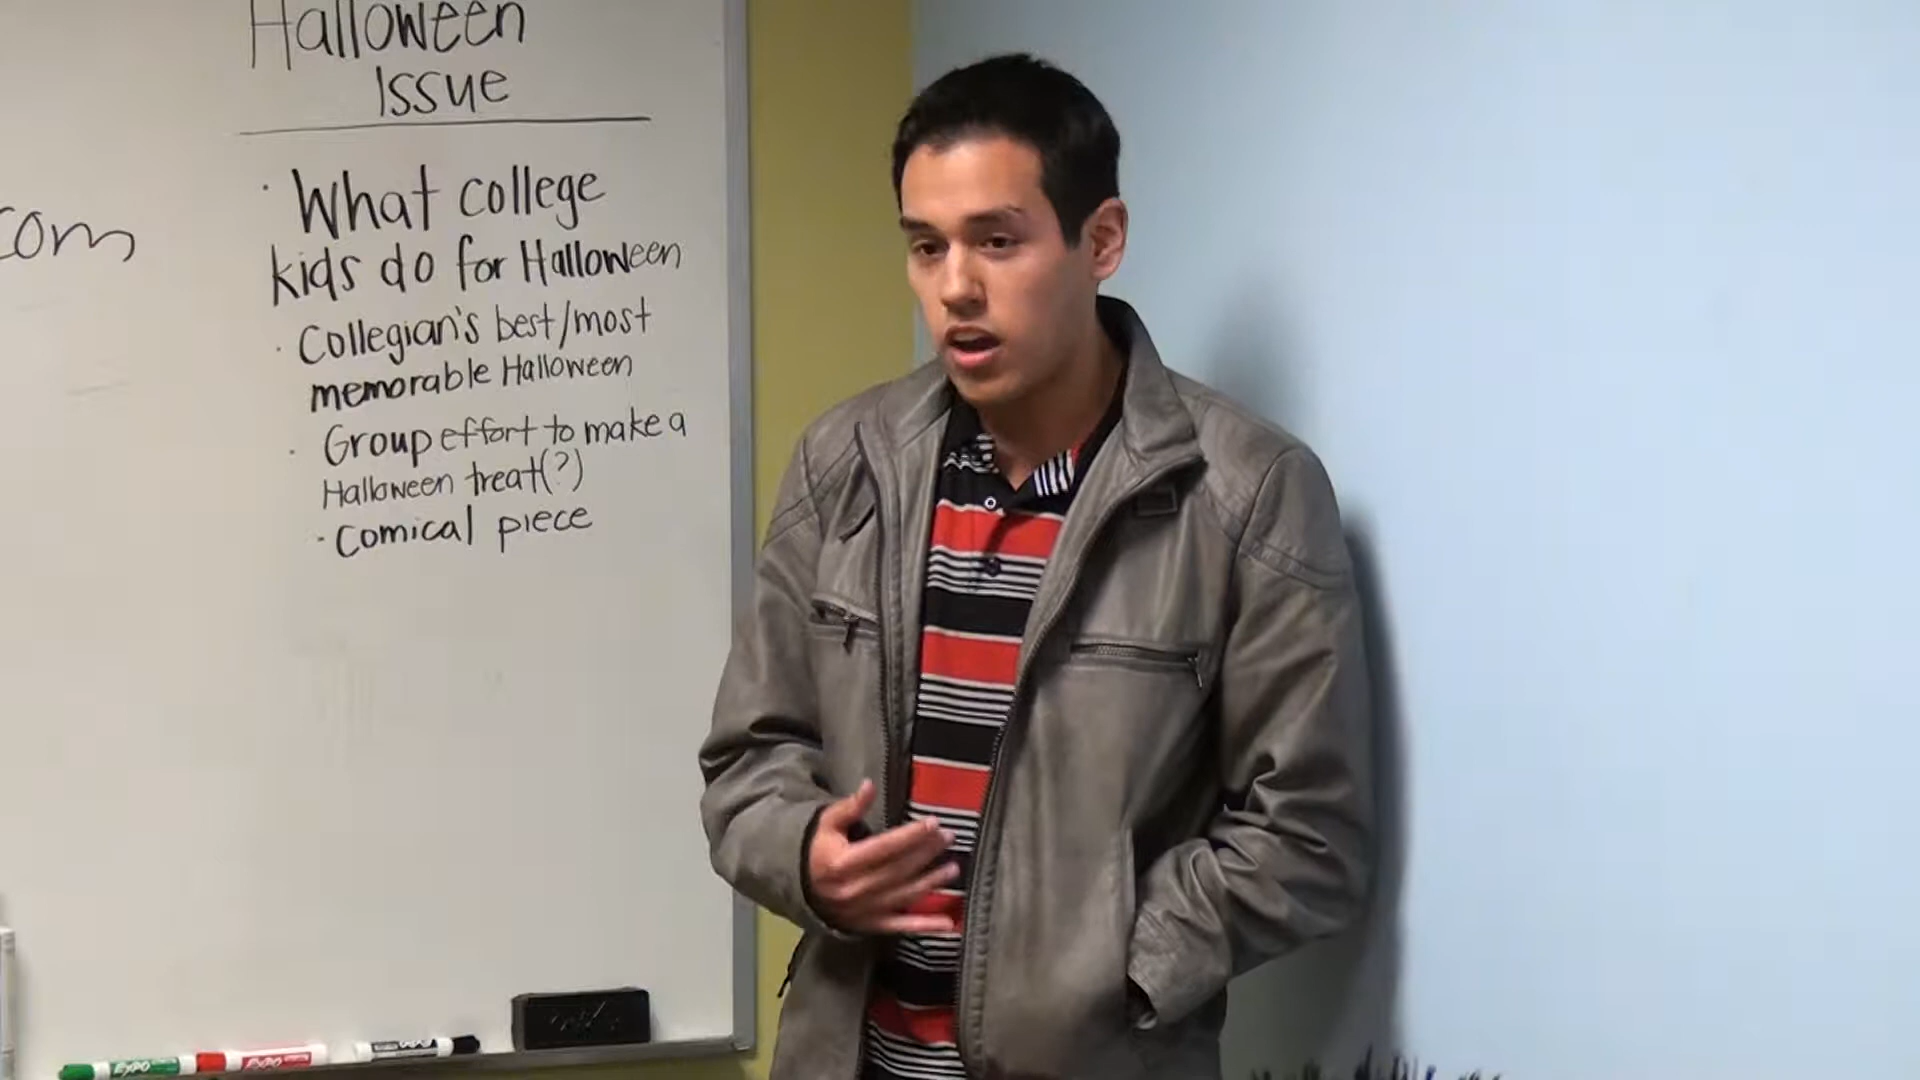 Halloween
Issue
com
· What college
kids do for Halloween
· Collegian's best/most
memorable Halloween
· Group effort to make a
Halloween treat(?)
· Comical piece
EXPO
EXPO